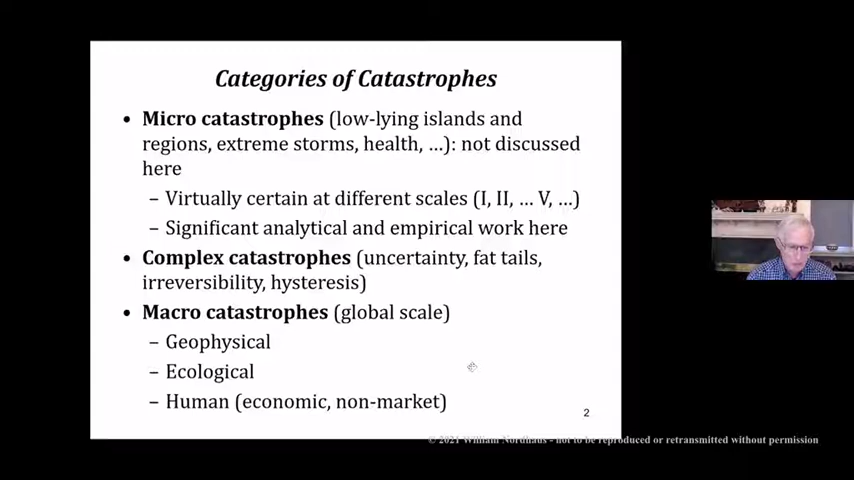 Categories of Catastrophes
• Micro catastrophes (low-lying islands and
regions, extreme storms, health, …): not discussed
here
– Virtually certain at different scales (I, II, … V, …)
– Significant analytical and empirical work here
• Complex catastrophes (uncertainty, fat tails,
irreversibility, hysteresis)
• Macro catastrophes (global scale)
– Geophysical
– Ecological
– Human (economic, non-market)
2
© 2021 William Nordhaus - not to be reproduced or retransmitted without permission